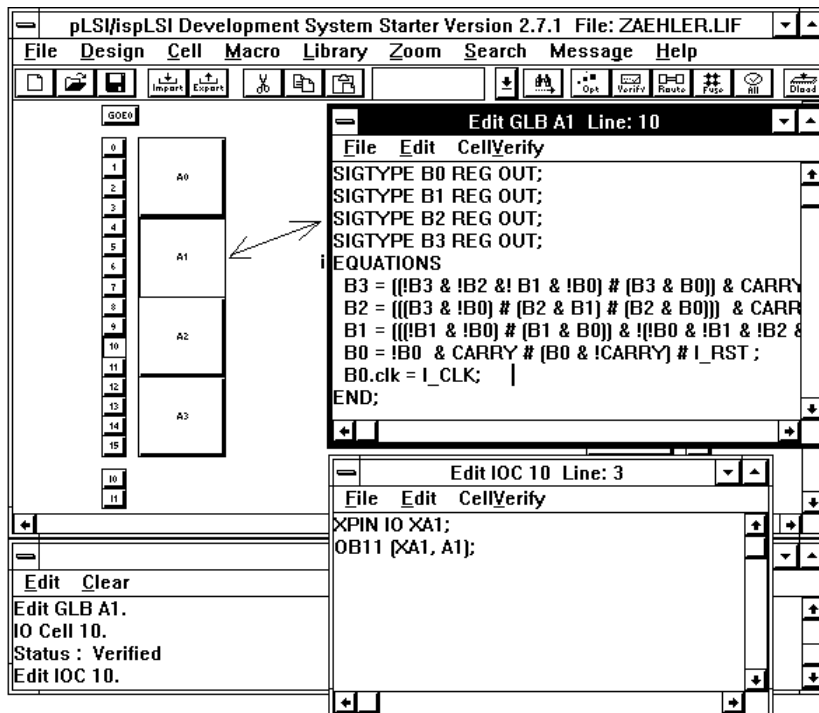 pLSI/ispLSI Development System Starter Version 2.7.1 File: ZAEHLER.LIF
File Design Cell Macro Library Zoom Search Message Help
Import Export Opt Verify Route Fuse All Dload
GOE0
0
1
2
3
4
5
6
7
8
9
10
11
12
13
14
15
I0
I1
A0
A1
A2
A3
i
Edit GLB A1 Line: 10
File Edit CellVerify
SIGTYPE B0 REG OUT;
SIGTYPE B1 REG OUT;
SIGTYPE B2 REG OUT;
SIGTYPE B3 REG OUT;
EQUATIONS
B3 = ((!B3 & !B2 &! B1 & !B0) # (B3 & B0)) & CARRY
B2 = (((B3 & !B0) # (B2 & B1) # (B2 & B0))) & CARR
B1 = (((!B1 & !B0) # (B1 & B0)) & !(!B0 & !B1 & !B2 &
B0 = !B0 & CARRY # (B0 & !CARRY) # I_RST ;
B0.clk = I_CLK;
END;
Edit IOC 10 Line: 3
File Edit CellVerify
XPIN IO XA1;
OB11 (XA1, A1);
Edit Clear
Edit GLB A1.
IO Cell 10.
Status : Verified
Edit IOC 10.